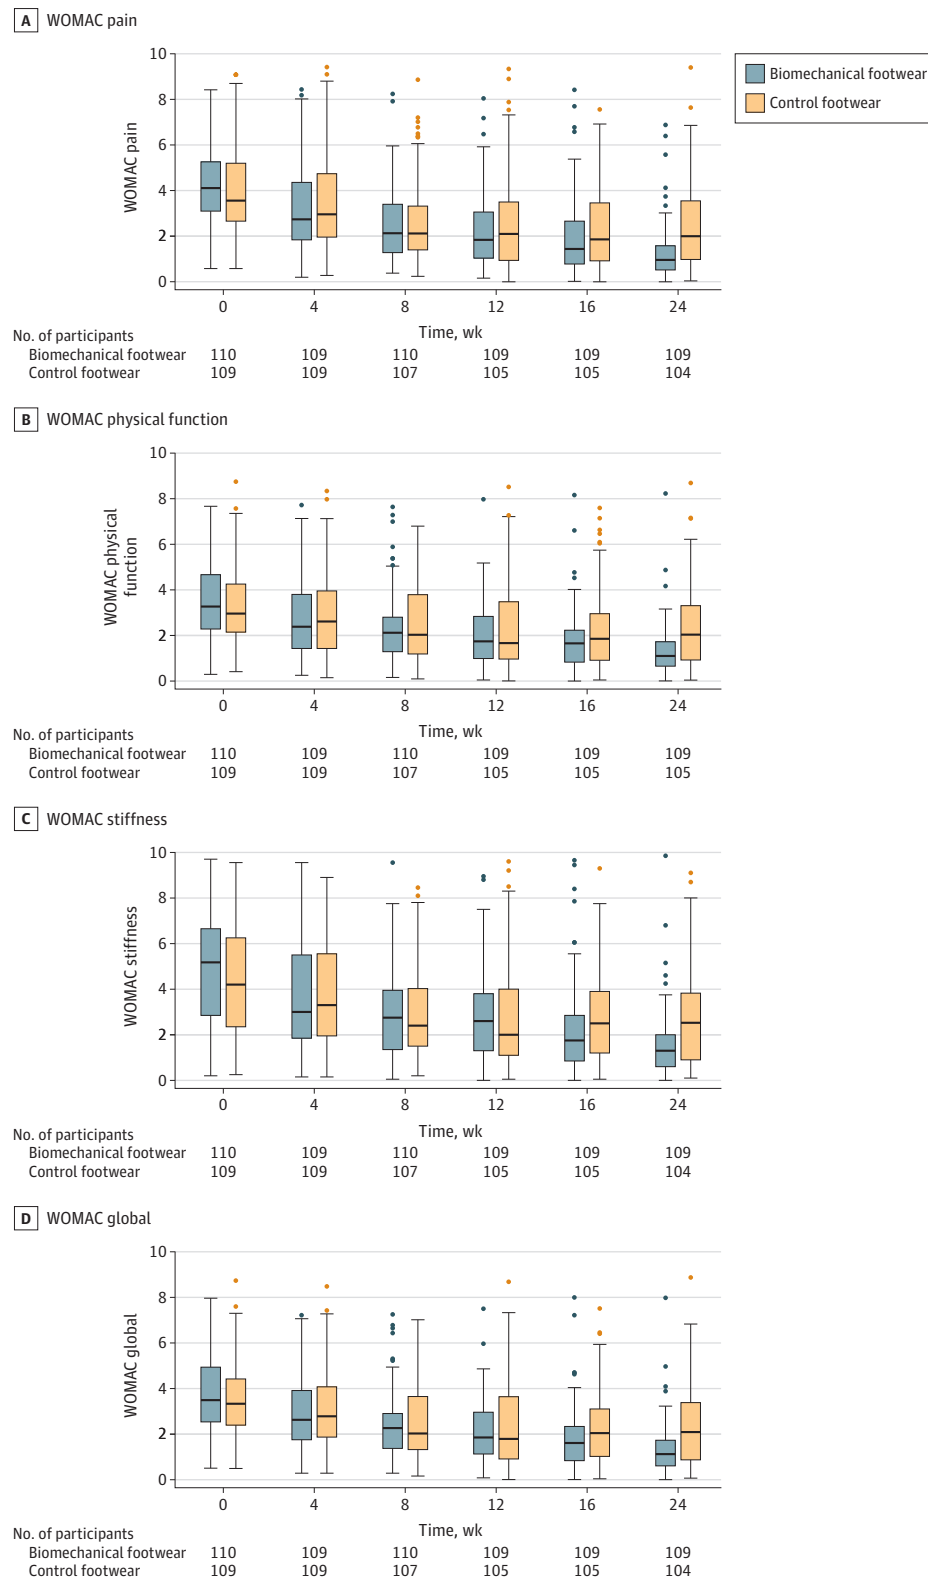 A WOMAC pain
10
8
6
4
2
0
WOMAC pain
Biomechanical footwear
Control footwear
0 4 8 12 16 24
Time, wk
No. of participants
Biomechanical footwear 110 109 110 109 109 109
Control footwear 109 109 107 105 105 104
B WOMAC physical function
10
8
6
4
2
0
WOMAC physical
function
0 4 8 12 16 24
Time, wk
No. of participants
Biomechanical footwear 110 109 110 109 109 109
Control footwear 109 109 107 105 105 105
C WOMAC stiffness
10
8
6
4
2
0
WOMAC stiffness
0 4 8 12 16 24
Time, wk
No. of participants
Biomechanical footwear 110 109 110 109 109 109
Control footwear 109 109 107 105 105 104
D WOMAC global
10
8
6
4
2
0
WOMAC global
0 4 8 12 16 24
Time, wk
No. of participants
Biomechanical footwear 110 109 110 109 109 109
Control footwear 109 109 107 105 105 104